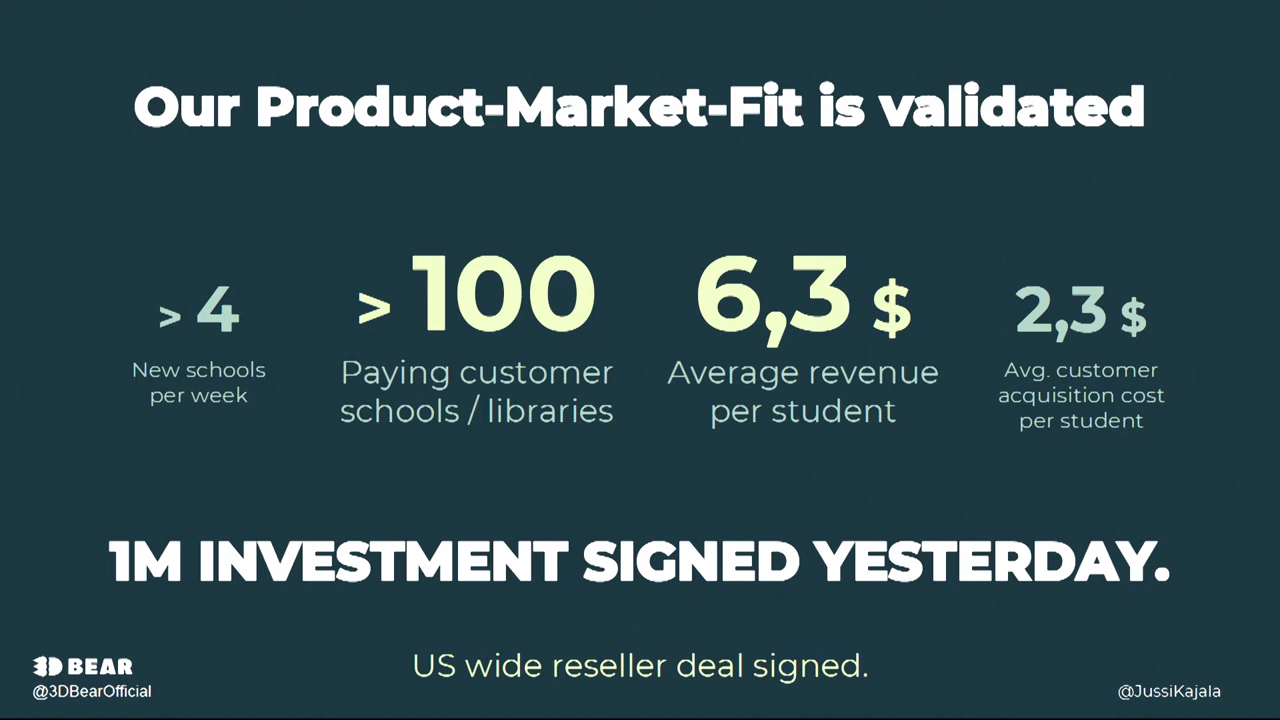 Our Product-Market-Fit is validated
> 4
New schools
per week
> 100
Paying customer
schools / libraries
6,3 $
Average revenue
per student
2,3 $
Avg. customer
acquisition cost
per student
1M INVESTMENT SIGNED YESTERDAY.
US wide reseller deal signed.
3D BEAR
@3DBearOfficial
@JussiKajala